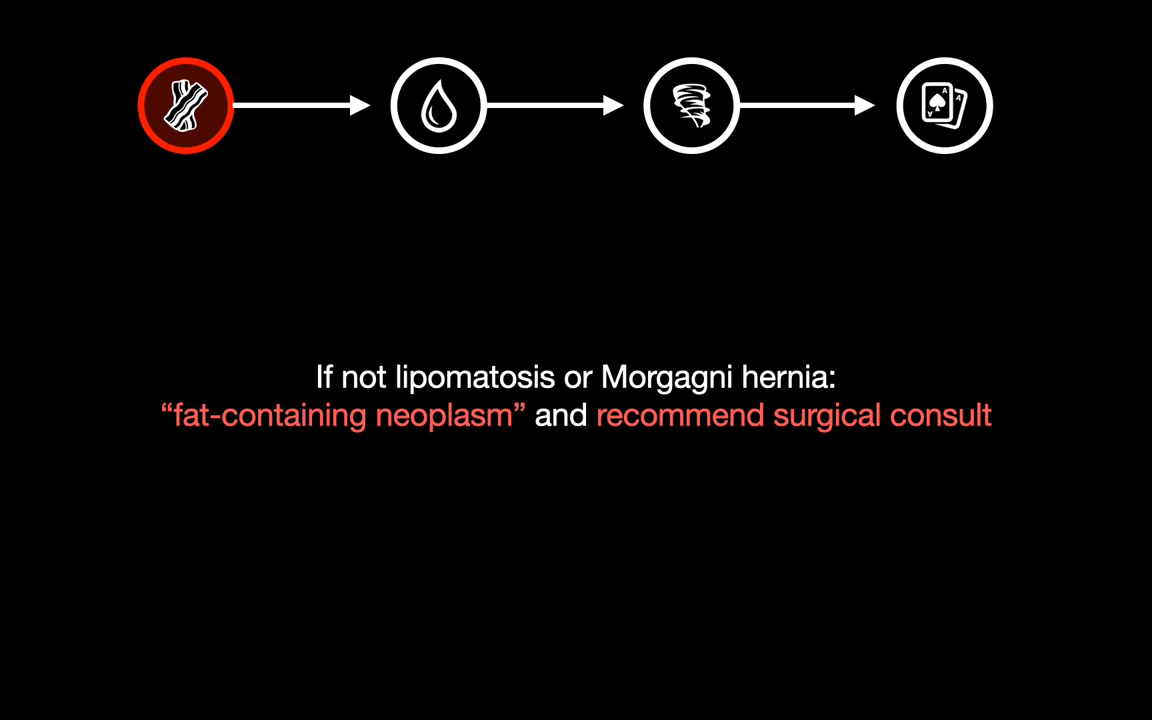 A
A
A
If not lipomatosis or Morgagni hernia:
“fat-containing neoplasm” and recommend surgical consult